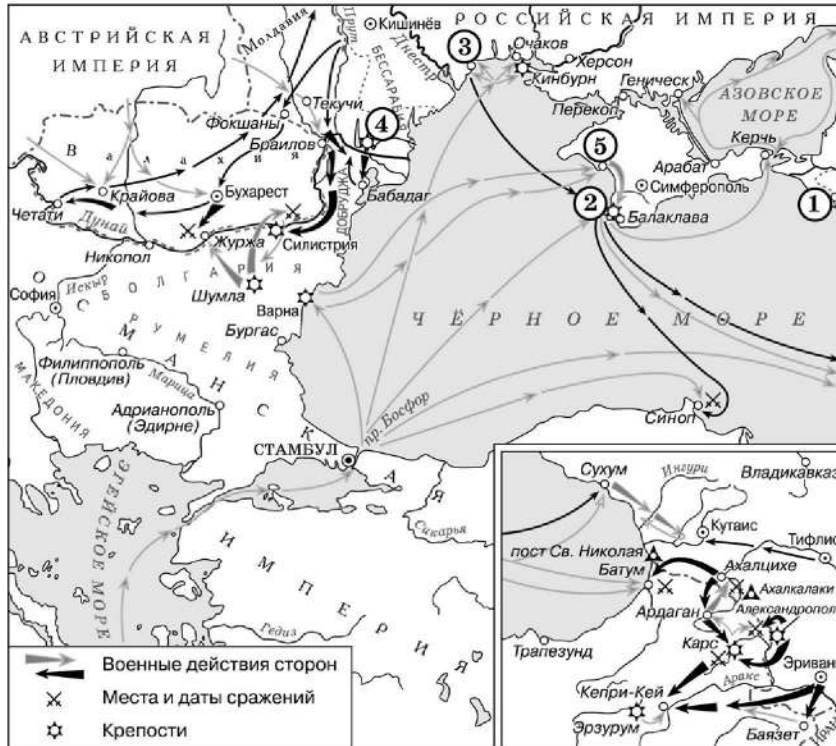 АВСТРИЙСКАЯ
ИМПЕРИЯ
РОССИЙСКАЯ ИМПЕРИЯ
Молдавия
Прут
Кишинёв
БЕССАРАБИЯ
Днестр
3
Очаков
Кинбурн
Херсон
Геническ
Перекоп
АЗОВСКОЕ
МОРЕ
Керчь
Арабат
1
Текучи
Фокшаны
Браилов
4
5
Симферополь
2
Балаклава
Валахия
Крайова
Бухарест
Бабадаг
ДОБРУДЖА
Четати
Дунай
Журжа
Силистрия
Никопол
Искыр
БОЛГАРИЯ
София
Шумла
Варна
РУМЕЛИЯ
Бургас
ЧЁРНОЕ МОРЕ
Филиппополь
(Пловдив)
Марица
МАКЕДОНИЯ
Адрианополь
(Эдирне)
ОСМАНСКАЯ
ИМПЕРИЯ
СТАМБУЛ
пр. Босфор
Синоп
ЭГЕЙСКОЕ МОРЕ
Сакарья
Гедиз
Военные действия сторон
Места и даты сражений
Крепости
Сухум
Ингури
Владикавказ
Кутаис
Тифлис
пост Св. Николая
Батум
Ахалцихе
Ахалкалаки
Ардаган
Александрополь
Трапезунд
Карс
Эривань
Аракс
Кепри-Кей
Эрзурум
Баязет